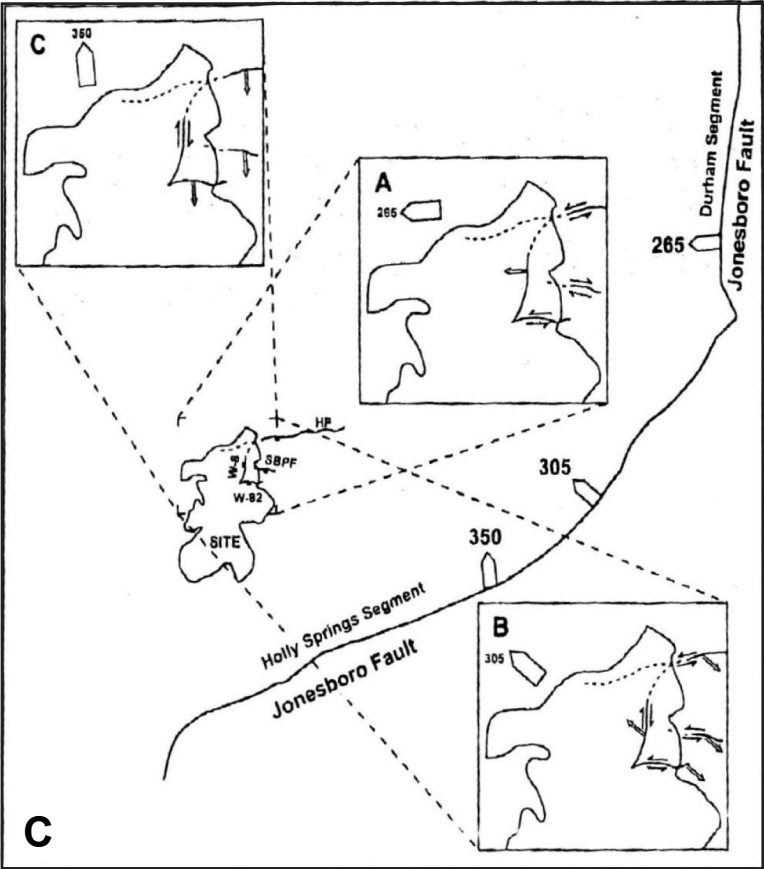 C
350
A
265
Durham Segment
Jonesboro Fault
265
HF
W-8
SBPF
W-82
SITE
305
350
Holly Springs Segment
Jonesboro Fault
B
305
C